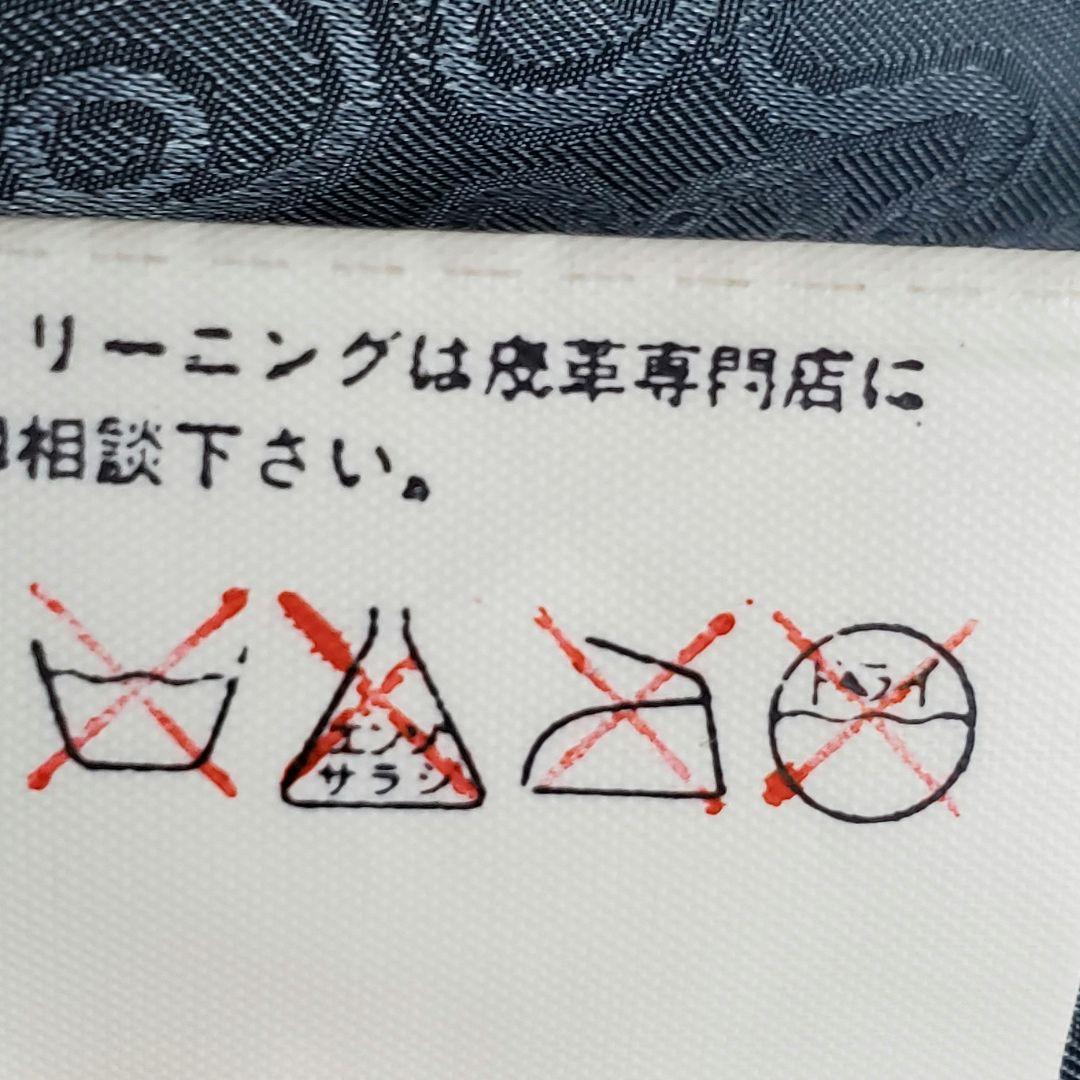 リーニングは皮革専門店に
相談下さい。
エンソ
サラシ
ドライ